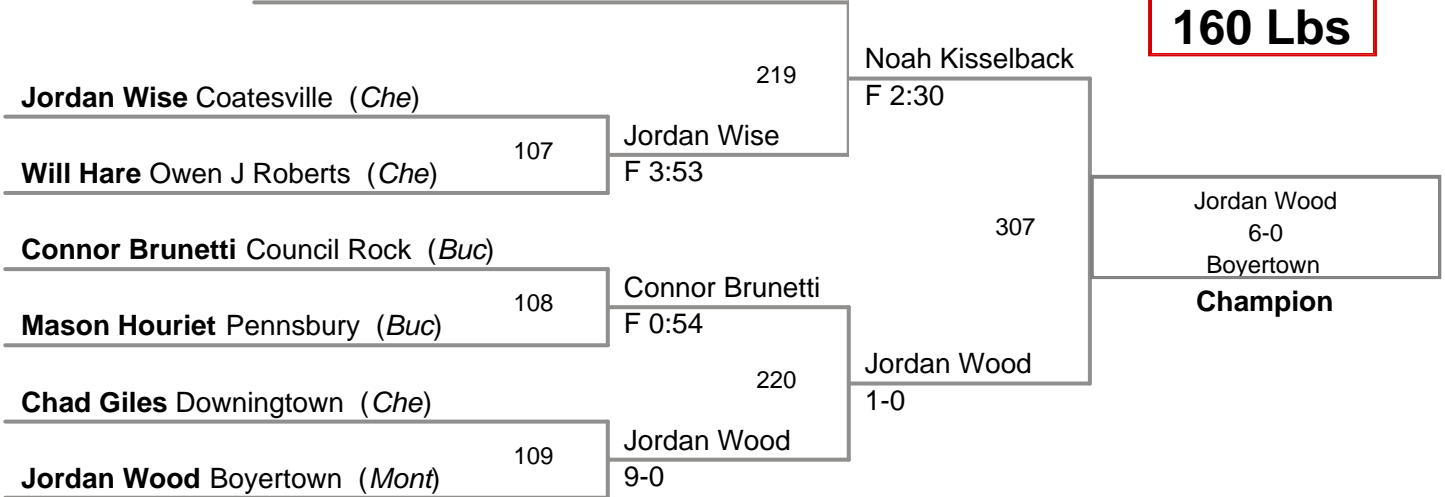 160 Lbs
Noah Kisselback
219
F 2:30
Jordan Wise Coatesville (Che)
Jordan Wise
107
F 3:53
Will Hare Owen J Roberts (Che)
Jordan Wood
307
6-0
Connor Brunetti Council Rock (Buc)
Boyertown
Connor Brunetti
Champion
108
F 0:54
Mason Houriet Pennsbury (Buc)
Jordan Wood
220
1-0
Chad Giles Downingtown (Che)
Jordan Wood
109
9-0
Jordan Wood Boyertown (Mont)